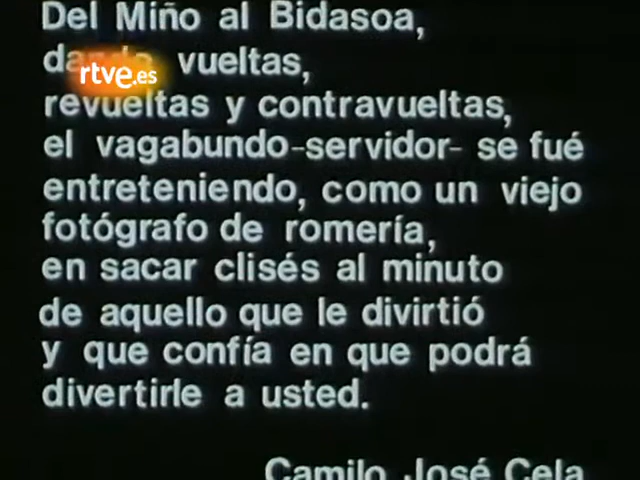 Del Miño al Bidasoa,
rtve.es
vueltas,
revueltas y contravueltas,
el vagabundo-servidor- se fué
entreteniendo, como un viejo
fotógrafo de romería,
en sacar clisés al minuto
de aquello que le divirtió
y que confía en que podrá
divertirle a usted.
Camilo José Cela